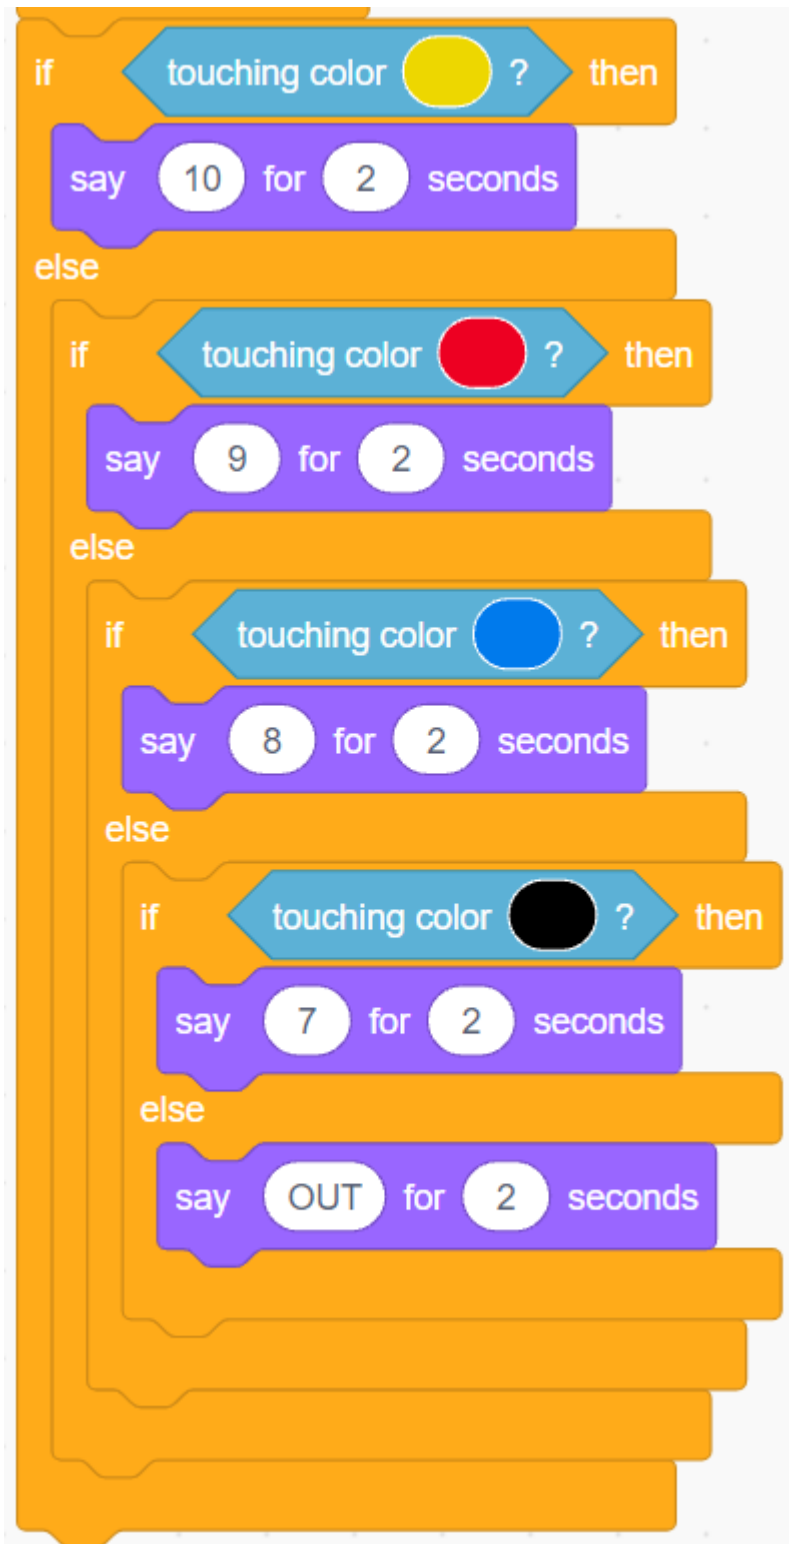 if touching color ? then
say 10 for 2 seconds
else
if touching color ? then
say 9 for 2 seconds
else
if touching color ? then
say 8 for 2 seconds
else
if touching color ? then
say 7 for 2 seconds
else
say OUT for 2 seconds